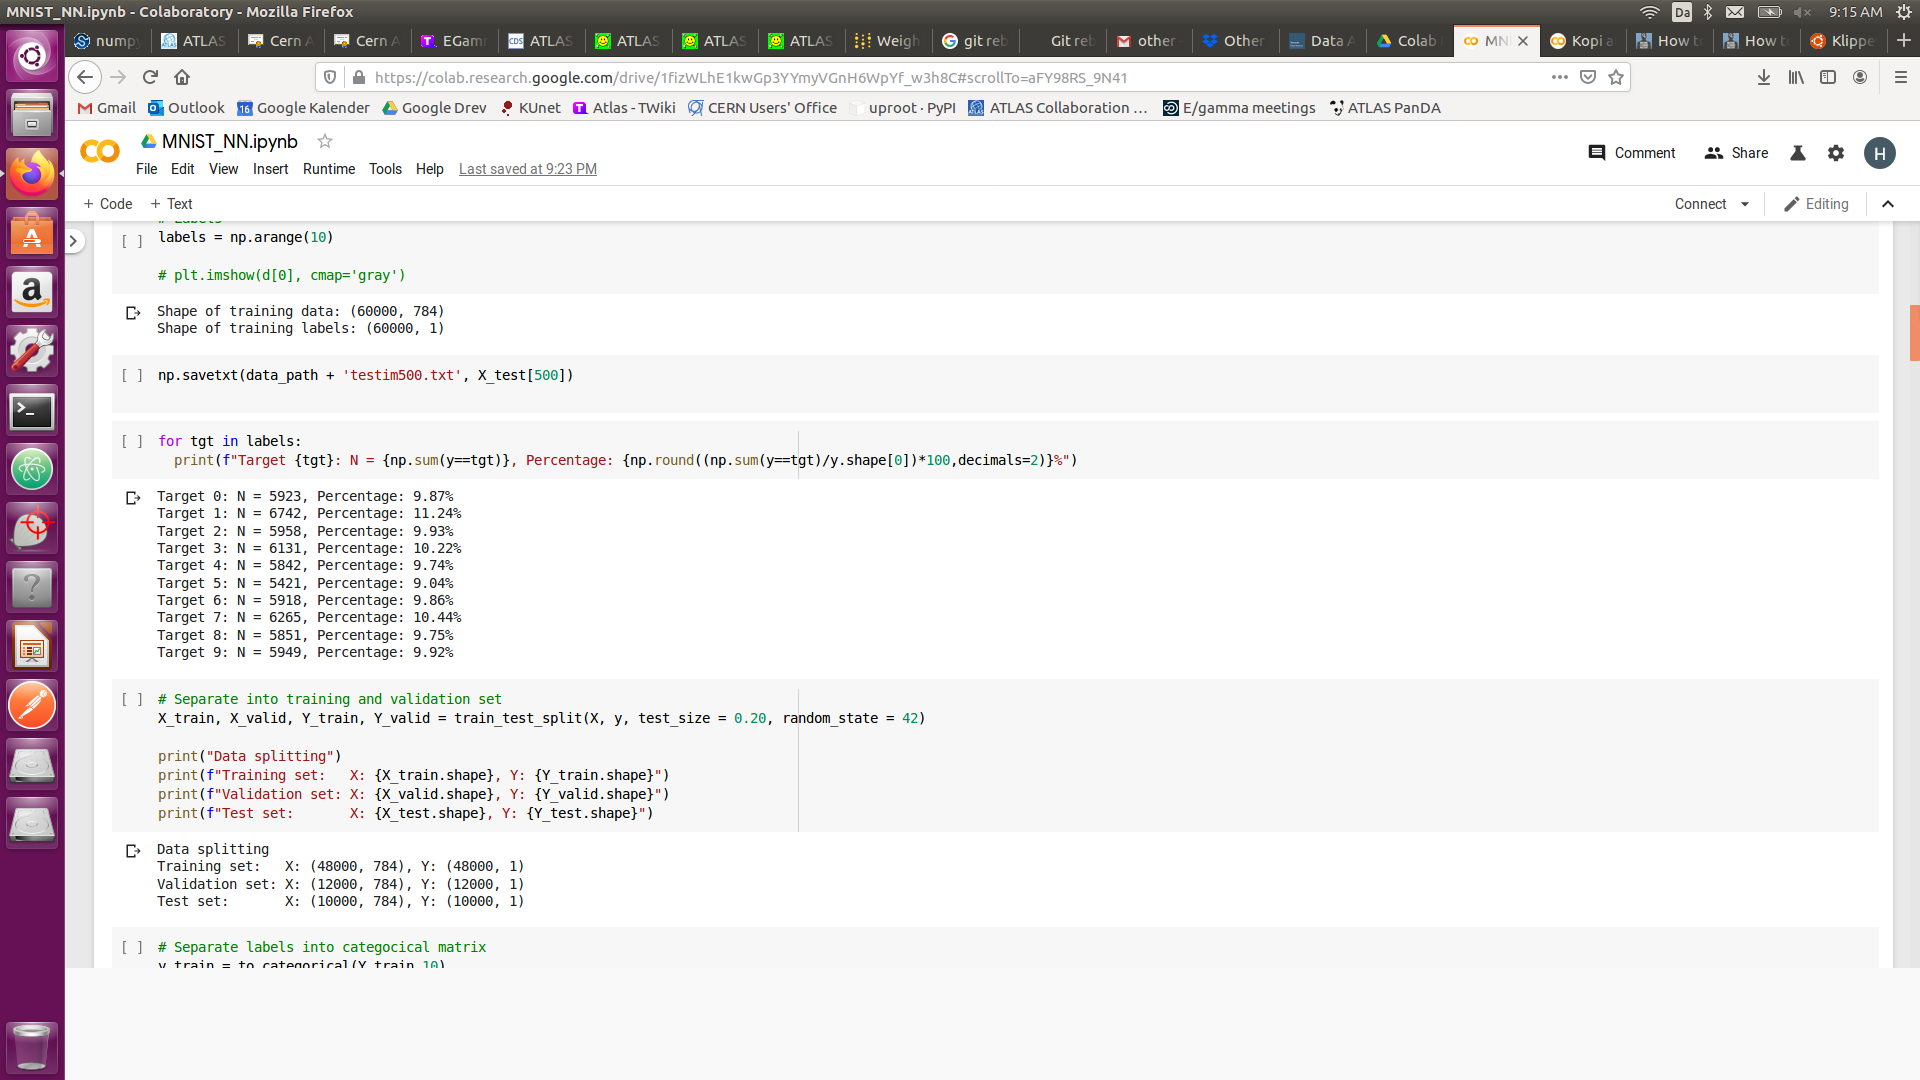 MNIST_NN.ipynb - Colaboratory - Mozilla Firefox
Da
9:15 AM
numpy
ATLAS
Cern A
Cern A
EGam
ATLAS
ATLAS
ATLAS
ATLAS
Weigh
git reb
Git reb
other
Other
Data A
Colab
MN
Kopi a
How to
How to
Klippe
https://colab.research.google.com/drive/1fizWLhE1kwGp3YYmyVGnH6WpYf_w3h8C#scrollTo=aFY98RS_9N41
Gmail
Outlook
16 Google Kalender
Google Drev
KUnet
Atlas - TWiki
CERN Users' Office
uproot · PyPI
ATLAS Collaboration …
E/gamma meetings
ATLAS PanDA
MNIST_NN.ipynb
Comment
Share
H
File Edit View Insert Runtime Tools Help Last saved at 9:23 PM
+ Code + Text
Connect
Editing
# Labels
[ ] labels = np.arange(10)
# plt.imshow(d[0], cmap='gray')
Shape of training data: (60000, 784)
Shape of training labels: (60000, 1)
[ ] np.savetxt(data_path + 'testim500.txt', X_test[500])
[ ] for tgt in labels:
print(f"Target {tgt}: N = {np.sum(y==tgt)}, Percentage: {np.round((np.sum(y==tgt)/y.shape[0])*100,decimals=2)}%")
Target 0: N = 5923, Percentage: 9.87%
Target 1: N = 6742, Percentage: 11.24%
Target 2: N = 5958, Percentage: 9.93%
Target 3: N = 6131, Percentage: 10.22%
Target 4: N = 5842, Percentage: 9.74%
Target 5: N = 5421, Percentage: 9.04%
Target 6: N = 5918, Percentage: 9.86%
Target 7: N = 6265, Percentage: 10.44%
Target 8: N = 5851, Percentage: 9.75%
Target 9: N = 5949, Percentage: 9.92%
[ ] # Separate into training and validation set
X_train, X_valid, Y_train, Y_valid = train_test_split(X, y, test_size = 0.20, random_state = 42)
print("Data splitting")
print(f"Training set:   X: {X_train.shape}, Y: {Y_train.shape}")
print(f"Validation set: X: {X_valid.shape}, Y: {Y_valid.shape}")
print(f"Test set:       X: {X_test.shape}, Y: {Y_test.shape}")
Data splitting
Training set:   X: (48000, 784), Y: (48000, 1)
Validation set: X: (12000, 784), Y: (12000, 1)
Test set:       X: (10000, 784), Y: (10000, 1)
[ ] # Separate labels into categocical matrix
y_train = to_categorical(Y_train,10)